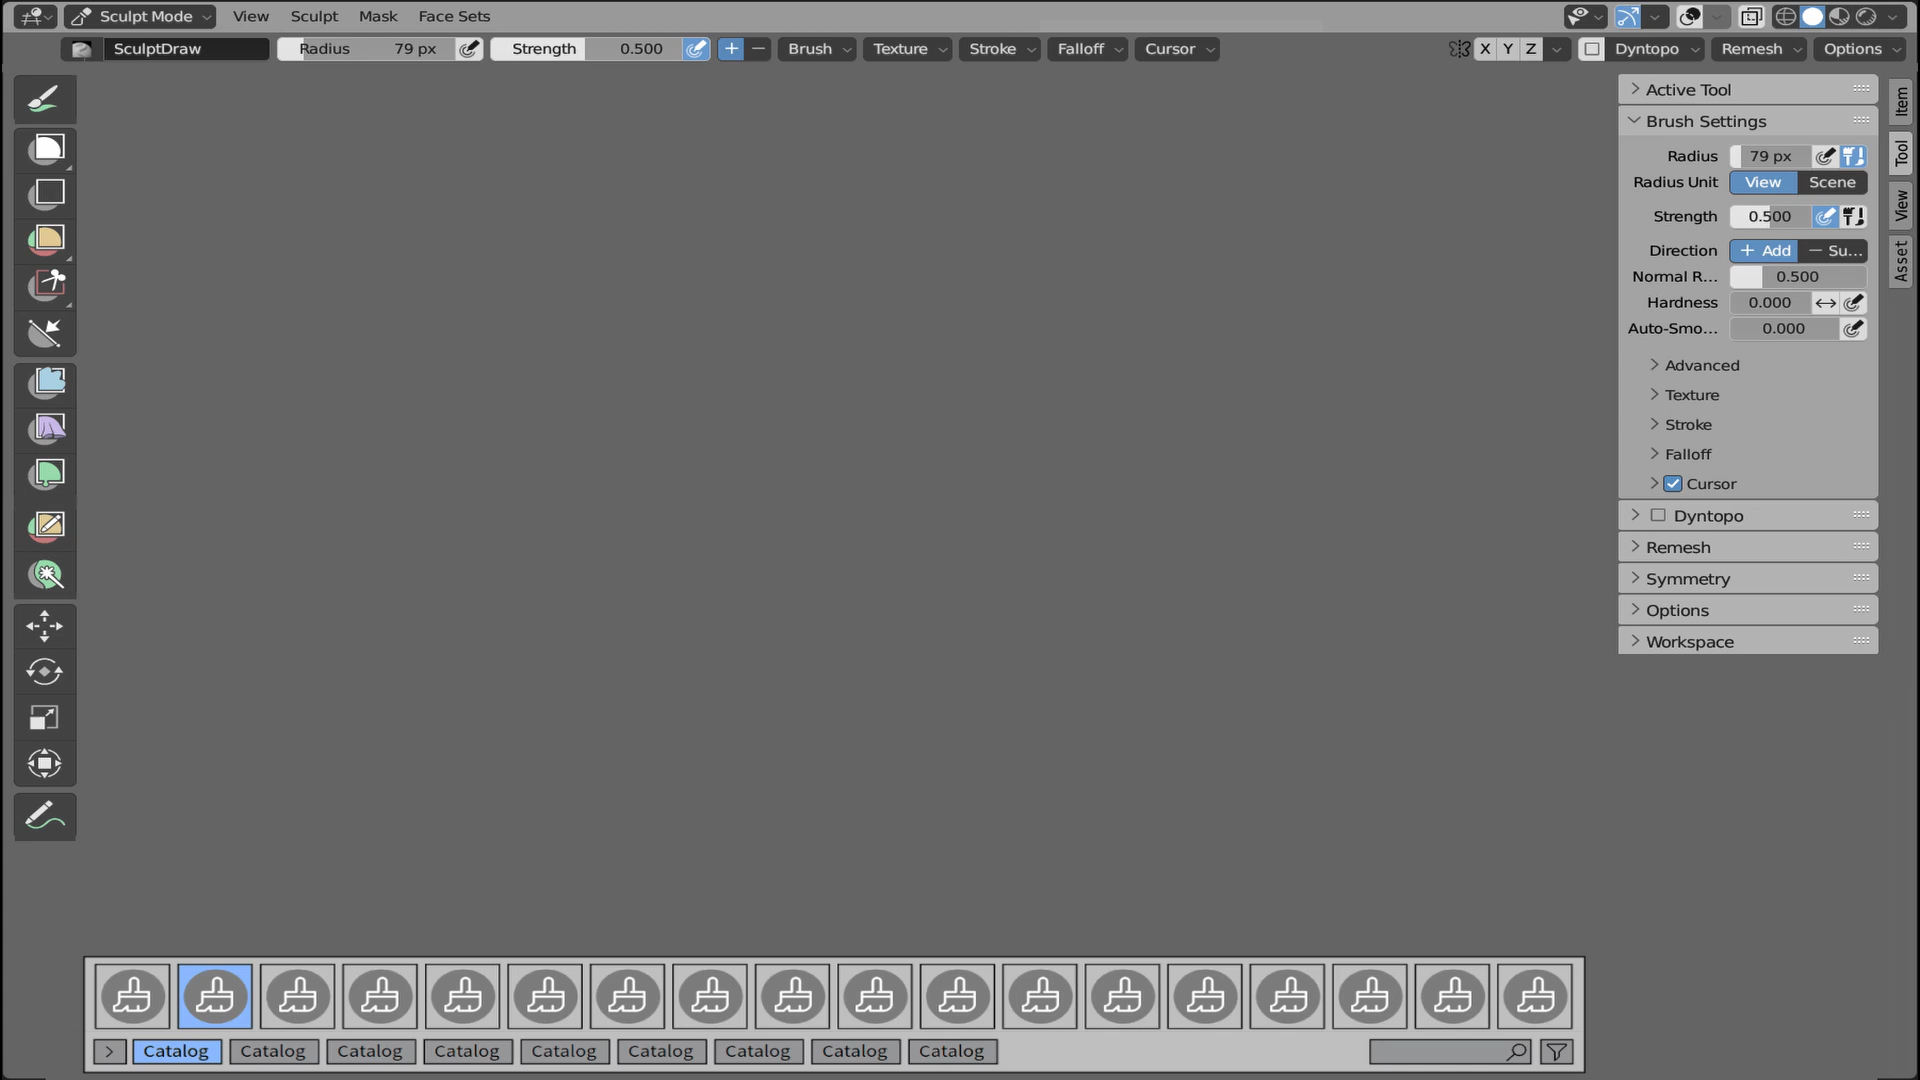 Sculpt Mode View Sculpt Mask Face Sets
SculptDraw Radius 79 px Strength 0.500 + − Brush Texture Stroke Falloff Cursor X Y Z Dyntopo Remesh Options
Active Tool
Brush Settings
Radius 79 px
Radius Unit View Scene
Strength 0.500
Direction + Add − Su...
Normal R... 0.500
Hardness 0.000
Auto-Smo... 0.000
Advanced
Texture
Stroke
Falloff
Cursor
Dyntopo
Remesh
Symmetry
Options
Workspace
Item
Tool
View
Asset
> Catalog Catalog Catalog Catalog Catalog Catalog Catalog Catalog Catalog